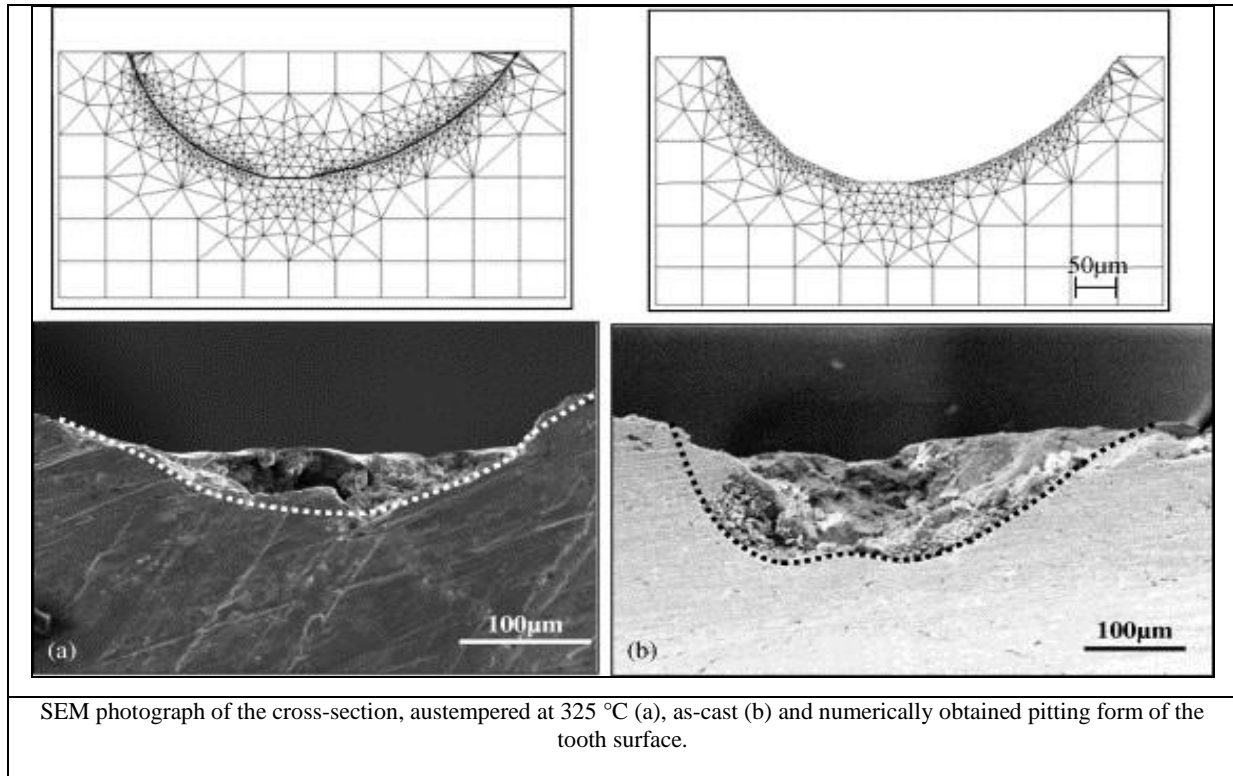 50μm
(a)
100μm
(b)
100μm
SEM photograph of the cross-section, austempered at 325 °C (a), as-cast (b) and numerically obtained pitting form of the
tooth surface.